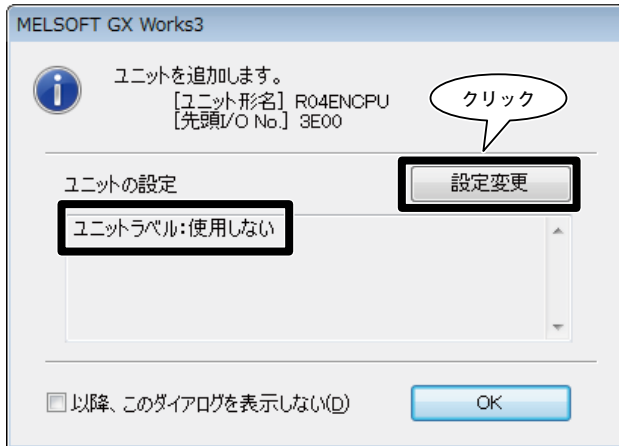 MELSOFT GX Works3
ユニットを追加します。
[ユニット形名] R04ENCPU
[先頭I/O No.] 3E00
クリック
ユニットの設定
設定変更
ユニットラベル:使用しない
以降、このダイアログを表示しない(D)
OK